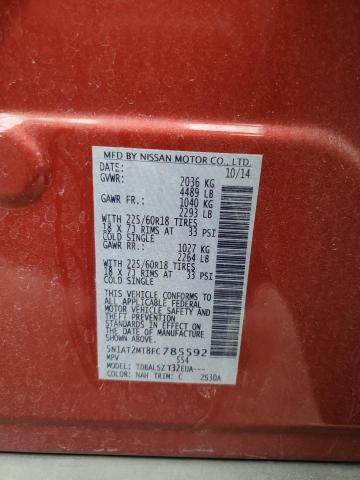 MFD BY NISSAN MOTOR CO., LTD.
DATE: 10/14
GVWR: 2036 KG
4489 LB
GAWR FR.: 1040 KG
2293 LB
WITH 225/60R18 TIRES
18 X 7J RIMS AT 33 PSI
COLD SINGLE
GAWR RR.: 1027 KG
2264 LB
WITH 225/60R18 TIRES
18 X 7J RIMS AT 33 PSI
COLD SINGLE
THIS VEHICLE CONFORMS TO ALL
APPLICABLE FEDERAL
MOTOR VEHICLE SAFETY AND
THEFT PREVENTION STANDARDS
IN EFFECT ON THE DATE OF
MANUFACTURE SHOWN ABOVE.
5N1AT2MT8FC785592
MPV 554
MODEL: TDBALSZ T32EUA---
COLOR: NAH TRIM: C 2530A